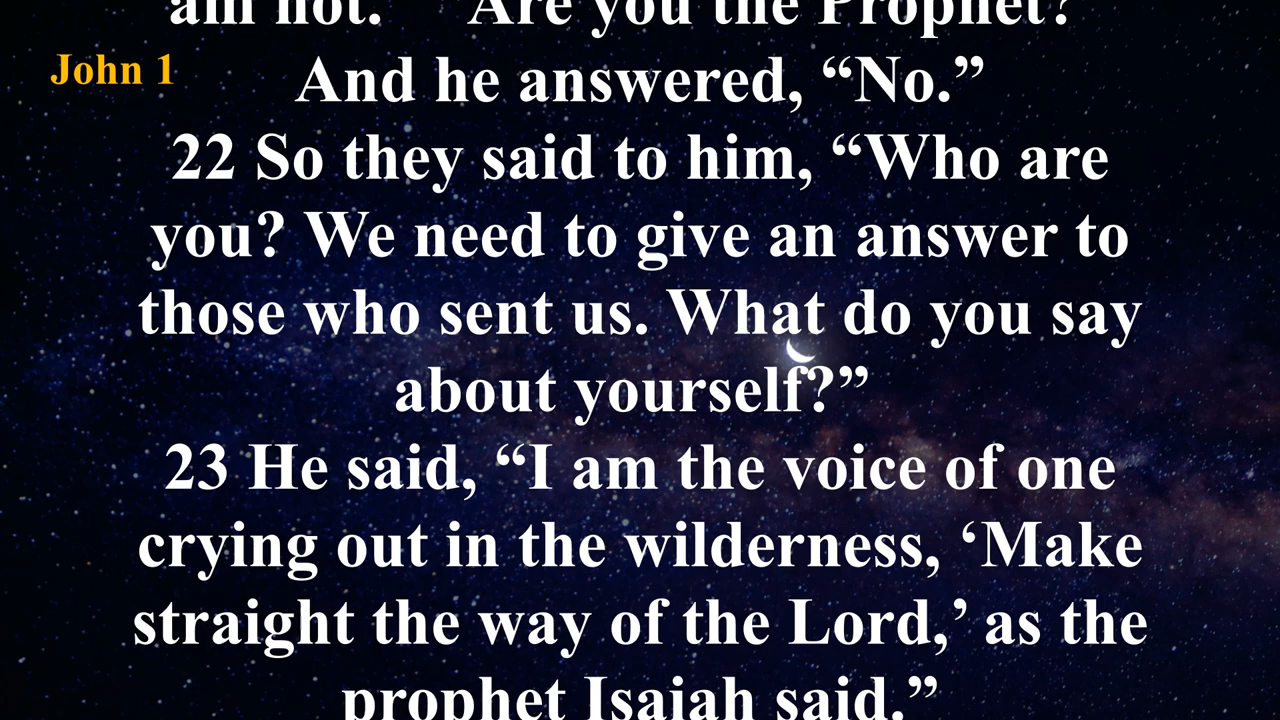 am not.” “Are you the Prophet?”
John 1
And he answered, “No.”
22 So they said to him, “Who are
you? We need to give an answer to
those who sent us. What do you say
about yourself?”
23 He said, “I am the voice of one
crying out in the wilderness, ‘Make
straight the way of the Lord,’ as the
prophet Isaiah said.”